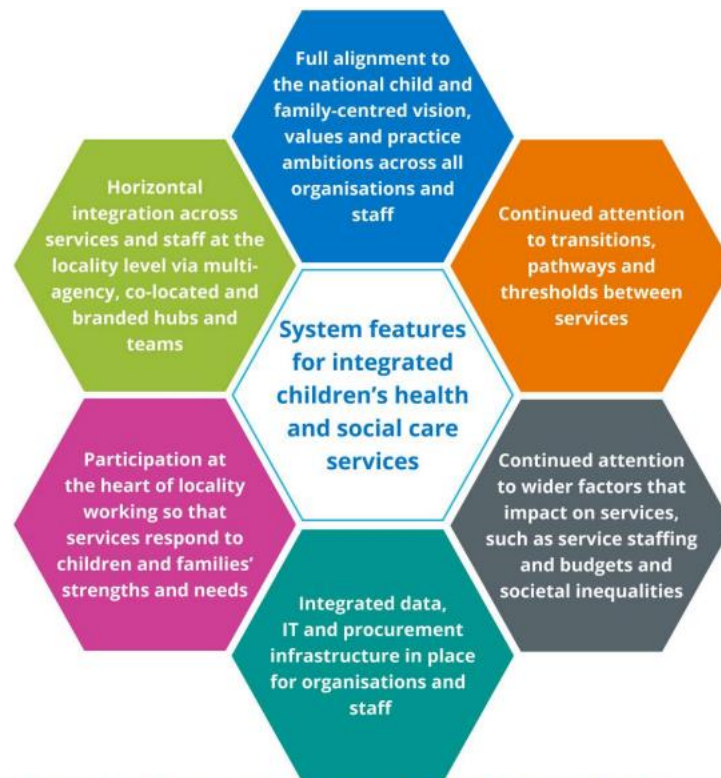 Full alignment to
the national child and
family-centred vision,
values and practice
ambitions across all
organisations and
staff
Horizontal
integration across
services and staff at the
locality level via multi-
agency, co-located and
branded hubs and
teams
Continued attention
to transitions,
pathways and
thresholds between
services
System features
for integrated
children’s health
and social care
services
Participation at
the heart of locality
working so that
services respond to
children and families’
strengths and needs
Continued attention
to wider factors that
impact on services,
such as service staffing
and budgets and
societal inequalities
Integrated data,
IT and procurement
infrastructure in place
for organisations and
staff